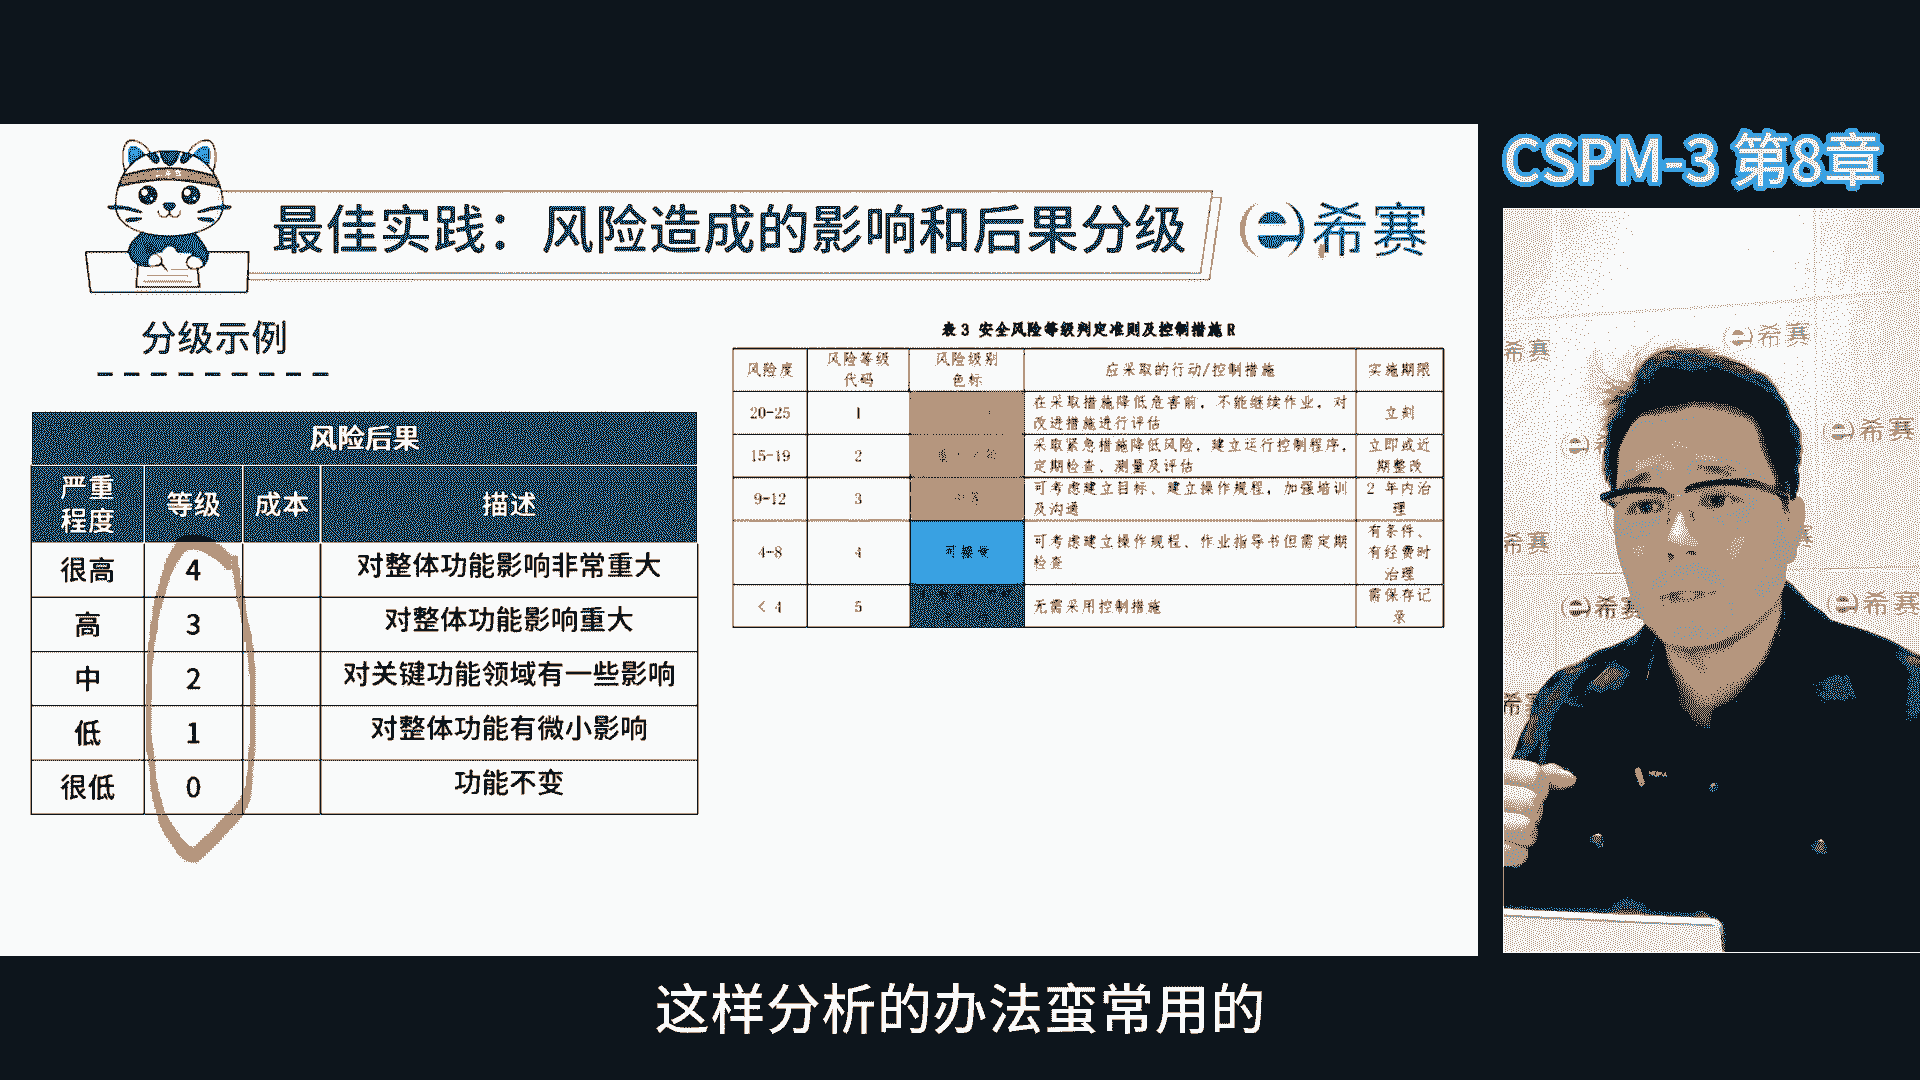 CSPM-3 第8章
最佳实践：风险造成的影响和后果分级
希赛
分级示例
风险后果
严重程度 等级 成本 描述
很高 4 对整体功能影响非常重大
高 3 对整体功能影响重大
中 2 对关键功能领域有一些影响
低 1 对整体功能有微小影响
很低 0 功能不变
表 3 安全风险等级判定准则及控制措施 R
风险度 风险等级代码 风险级别色标 应采取的行动/控制措施 实施期限
20-25 1 在采取措施降低危害前，不能继续作业，对改进措施进行评估 立刻
15-19 2 采取紧急措施降低风险，建立运行控制程序，定期检查、测量及评估 立即或近期整改
9-12 3 可考虑建立目标、建立操作规程，加强培训及沟通 2 年内治理
4-8 4 可接受 可考虑建立操作规程、作业指导书但需定期检查 有条件、有经费时治理
< 4 5 无需采用控制措施 需保存记录
希赛
希赛
希赛
希赛
希赛
希赛
这样分析的办法蛮常用的